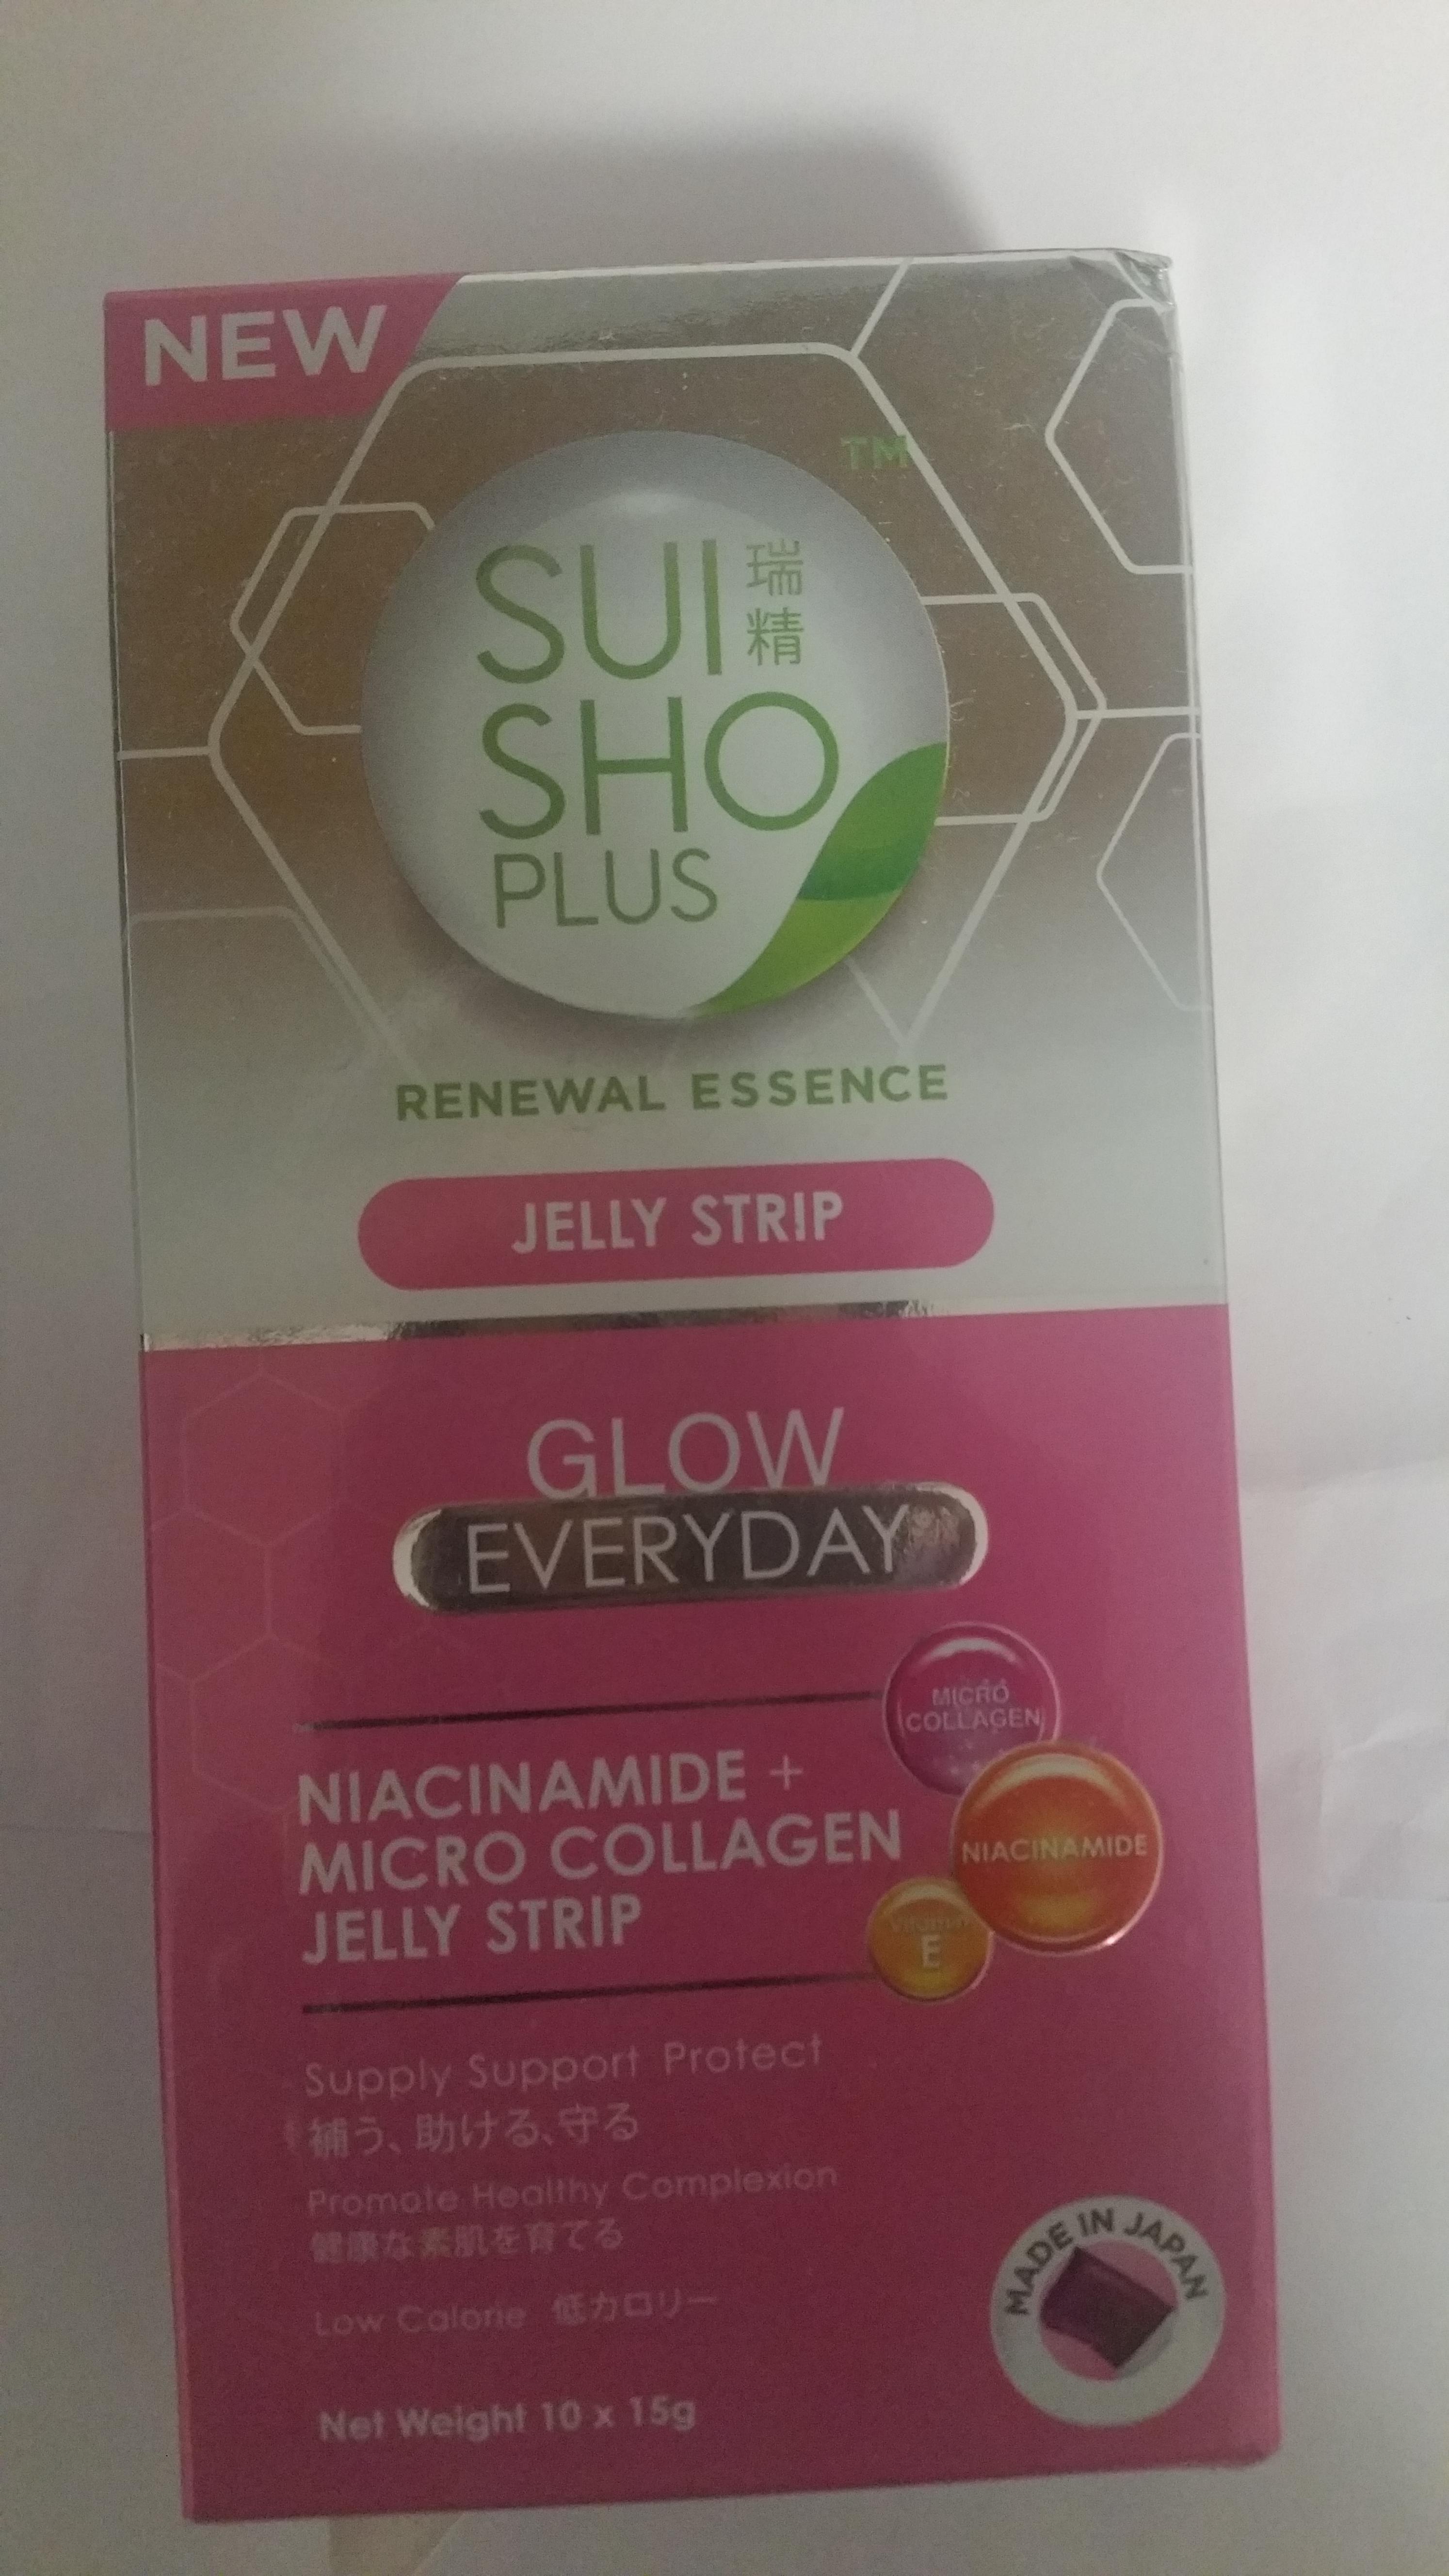 NEW
TM
SUI 瑞精
SHO
PLUS
RENEWAL ESSENCE
JELLY STRIP
GLOW
EVERYDAY
MICRO
COLLAGEN
NIACINAMIDE +
MICRO COLLAGEN
JELLY STRIP
NIACINAMIDE
Vitamin
E
Supply Support Protect
補う、助ける、守る
Promote Healthy Complexion
健康な素肌を育てる
Low Calorie 低カロリー
MADE IN JAPAN
Net Weight 10 x 15g